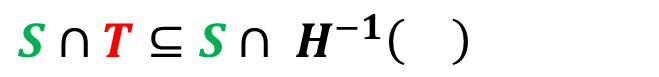 S ∩ T ⊆ S ∩ H⁻¹( )